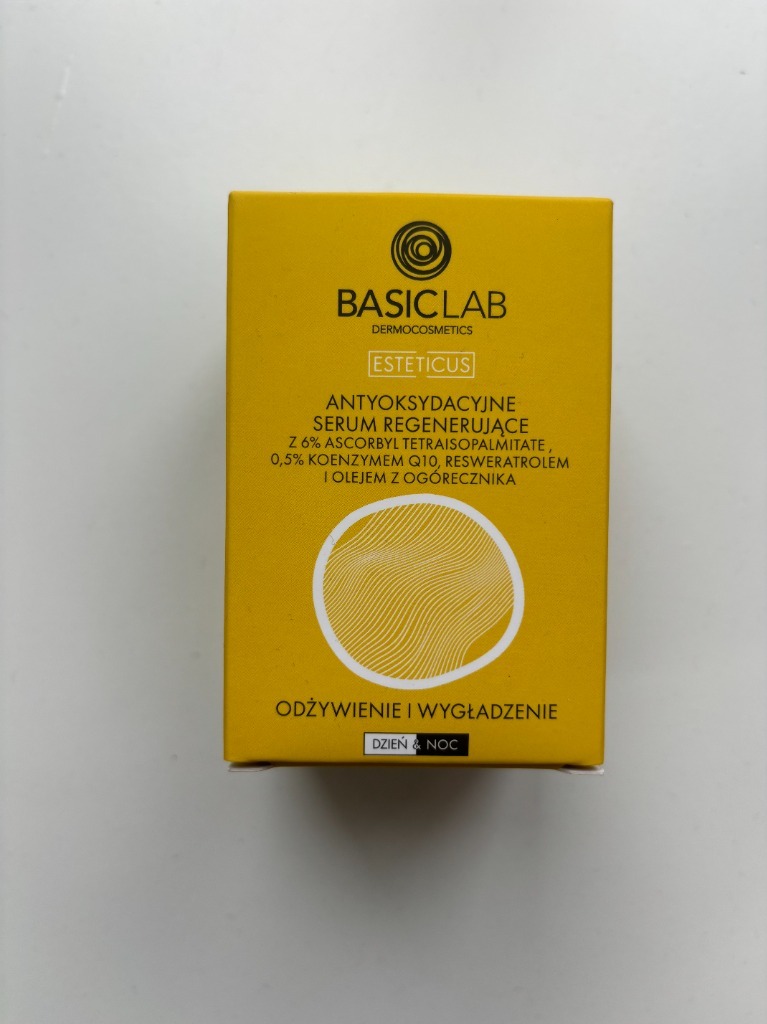 BASICLAB
DERMOCOSMETICS
ESTETICUS
ANTYOKSYDACYJNE
SERUM REGENERUJĄCE
Z 6% ASCORBYL TETRAISOPALMITATE ,
0,5% KOENZYMEM Q10, RESWERATROLEM
I OLEJEM Z OGÓRECZNIKA
ODŻYWIENIE I WYGŁADZENIE
DZIEŃ & NOC